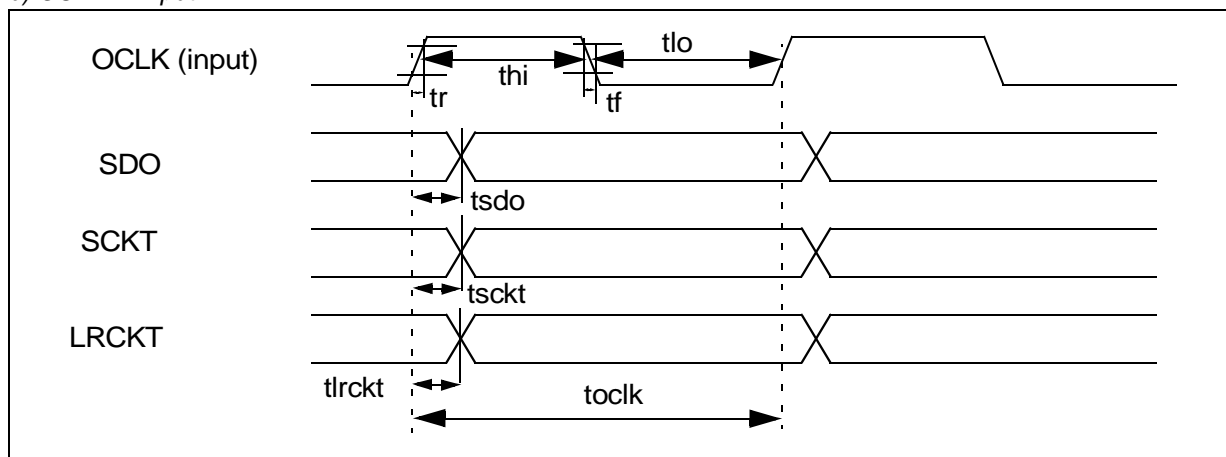 OCLK (input)
tlo
thi
tr
tf
SDO
tsdo
SCKT
tsckt
LRCKT
tlrckt
toclk